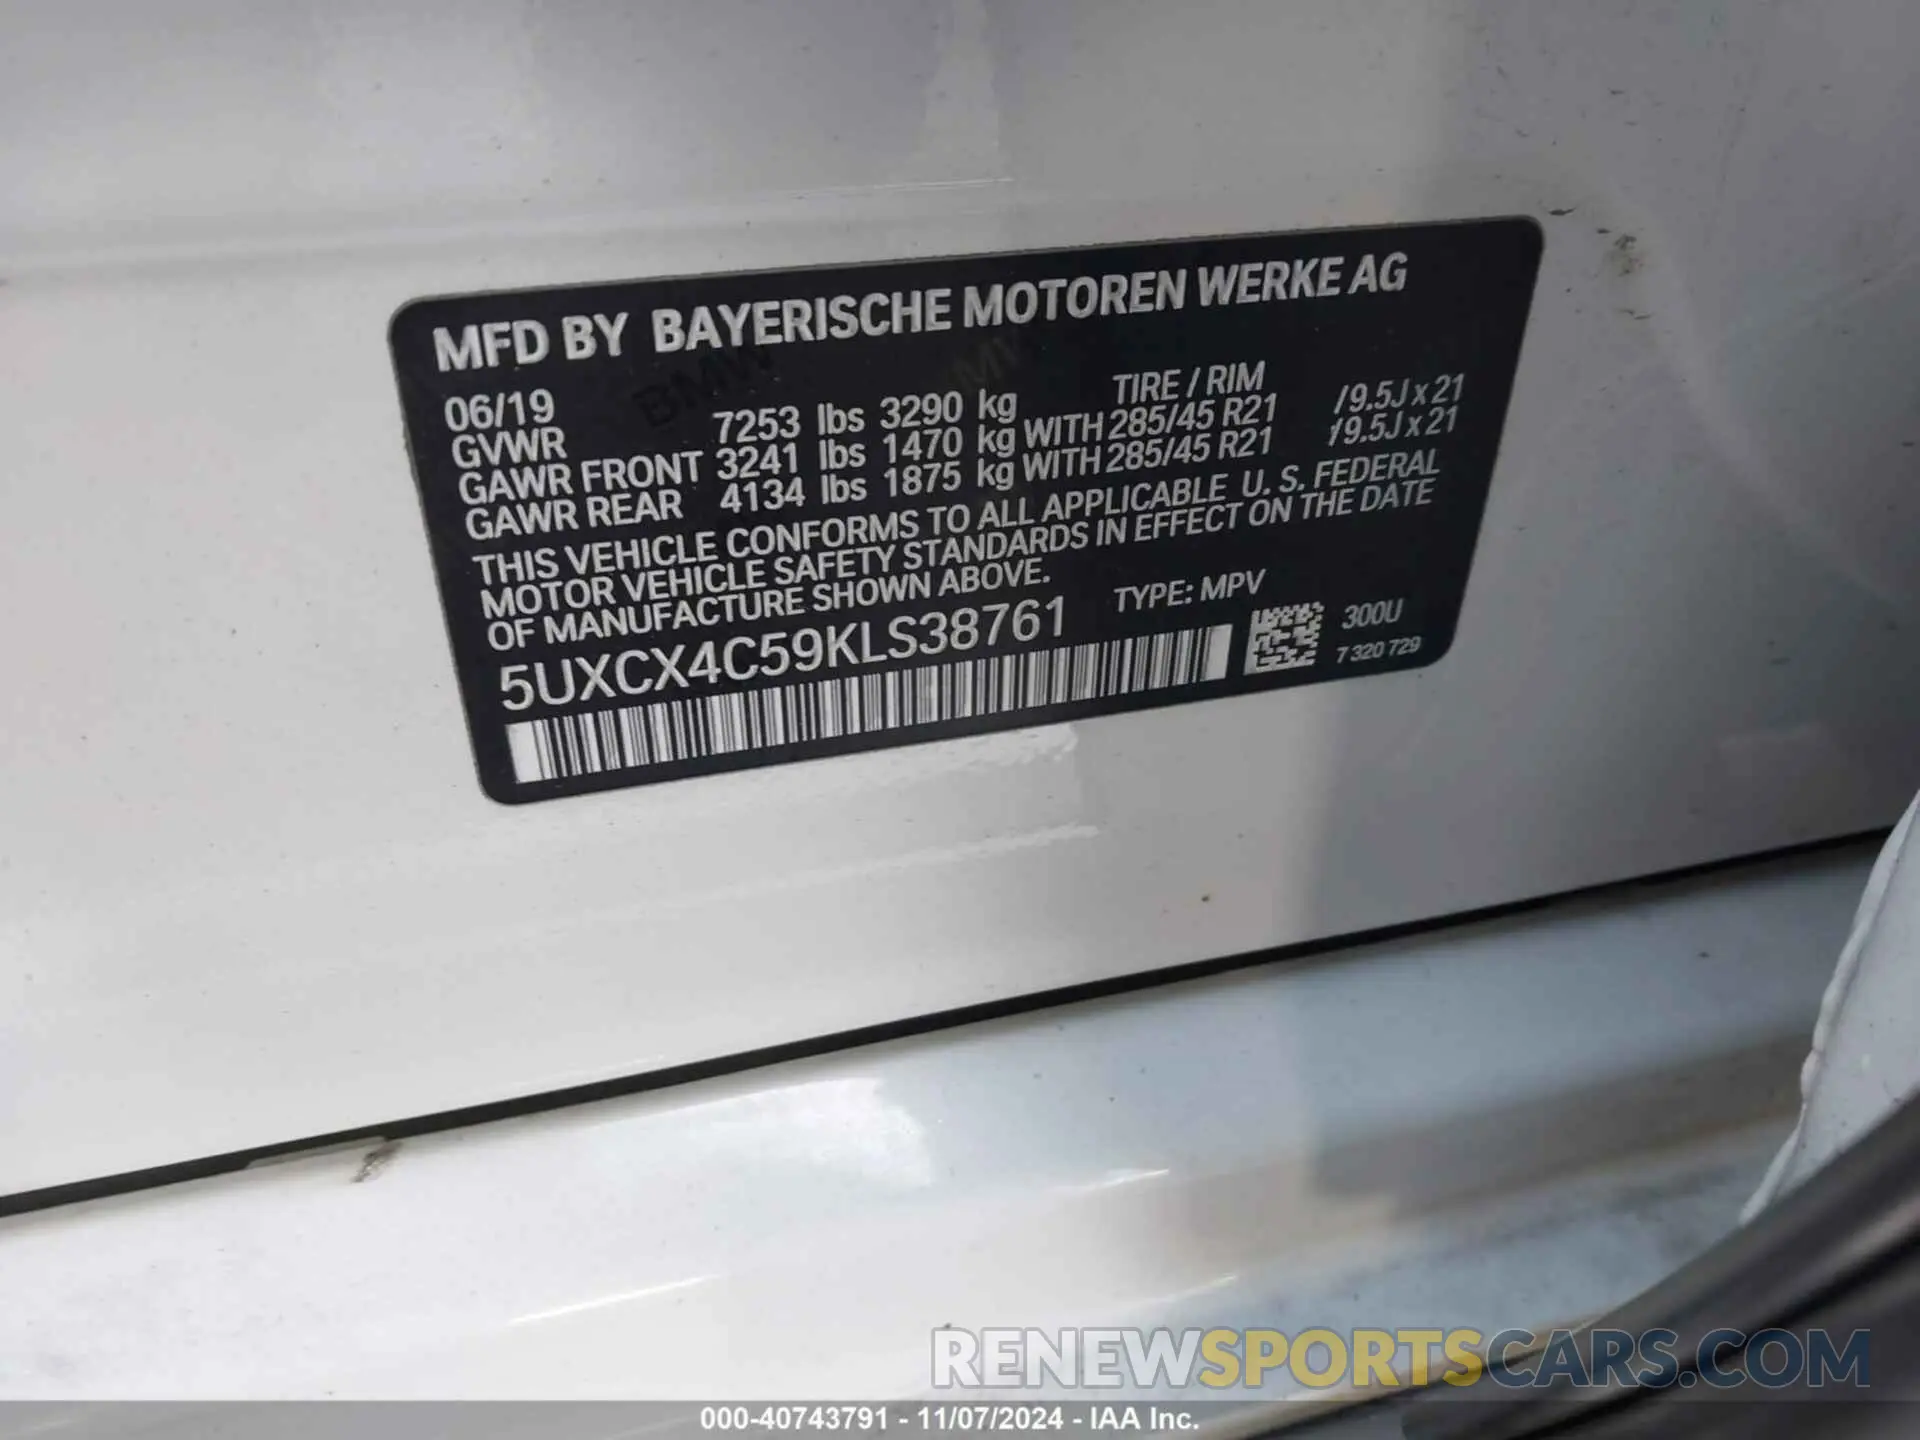 MFD BY BAYERISCHE MOTOREN WERKE AG
06/19 TIRE / RIM
GVWR 7253 lbs 3290 kg
GAWR FRONT 3241 lbs 1470 kg WITH 285/45 R21 /9.5J x 21
GAWR REAR 4134 lbs 1875 kg WITH 285/45 R21 /9.5J x 21
THIS VEHICLE CONFORMS TO ALL APPLICABLE U. S. FEDERAL
MOTOR VEHICLE SAFETY STANDARDS IN EFFECT ON THE DATE
OF MANUFACTURE SHOWN ABOVE.
TYPE: MPV
5UXCX4C59KLS38761
300U
7 320 729
BMW
BMW
RENEWSPORTSCARS.COM
000-40743791 - 11/07/2024 - IAA Inc.